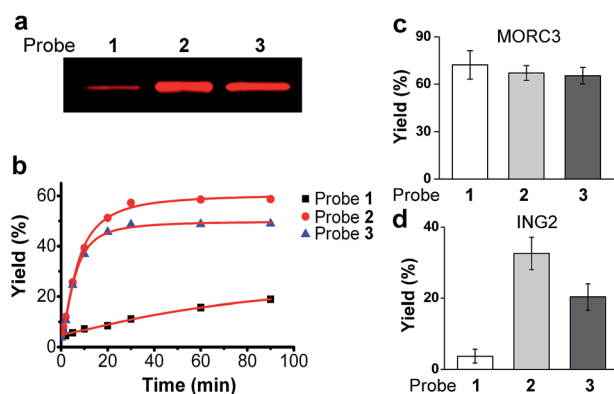 a
Probe 1 2 3
b
Yield (%)
60
40
20
0
0 20 40 60 80 100
Time (min)
Probe 1
Probe 2
Probe 3
c
MORC3
Yield (%)
90
60
30
0
Probe 1 2 3
d
ING2
Yield (%)
40
20
0
Probe 1 2 3